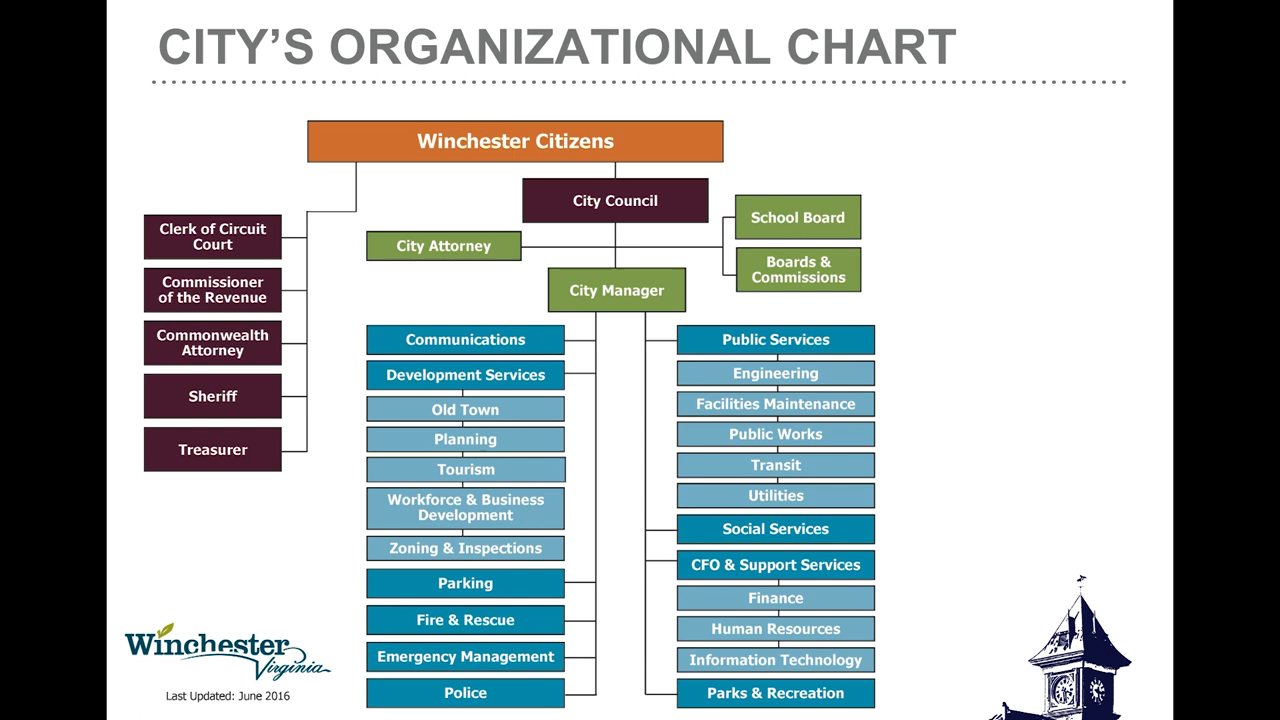 CITY'S ORGANIZATIONAL CHART
Winchester Citizens
City Council
School Board
Clerk of Circuit
Court
City Attorney
Boards &
Commissions
Commissioner
of the Revenue
City Manager
Commonwealth
Attorney
Sheriff
Treasurer
Communications
Development Services
Old Town
Planning
Tourism
Workforce & Business
Development
Zoning & Inspections
Parking
Fire & Rescue
Emergency Management
Police
Public Services
Engineering
Facilities Maintenance
Public Works
Transit
Utilities
Social Services
CFO & Support Services
Finance
Human Resources
Information Technology
Parks & Recreation
Winchester
Virginia
Last Updated: June 2016